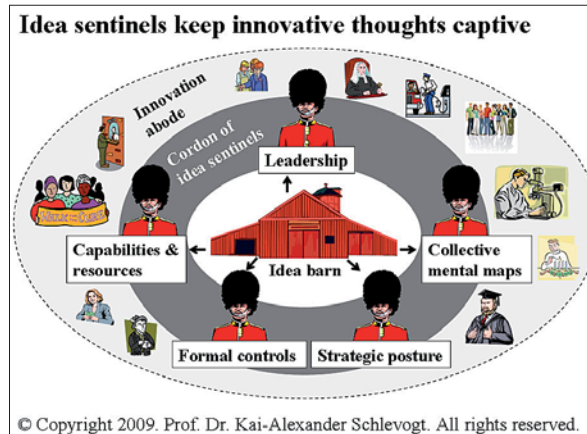 Idea sentinels keep innovative thoughts captive
Innovation
abode
Cordon of
idea sentinels
Leadership
Capabilities &
resources
Idea barn
Collective
mental maps
Formal controls
Strategic posture
© Copyright 2009. Prof. Dr. Kai-Alexander Schlevogt. All rights reserved.